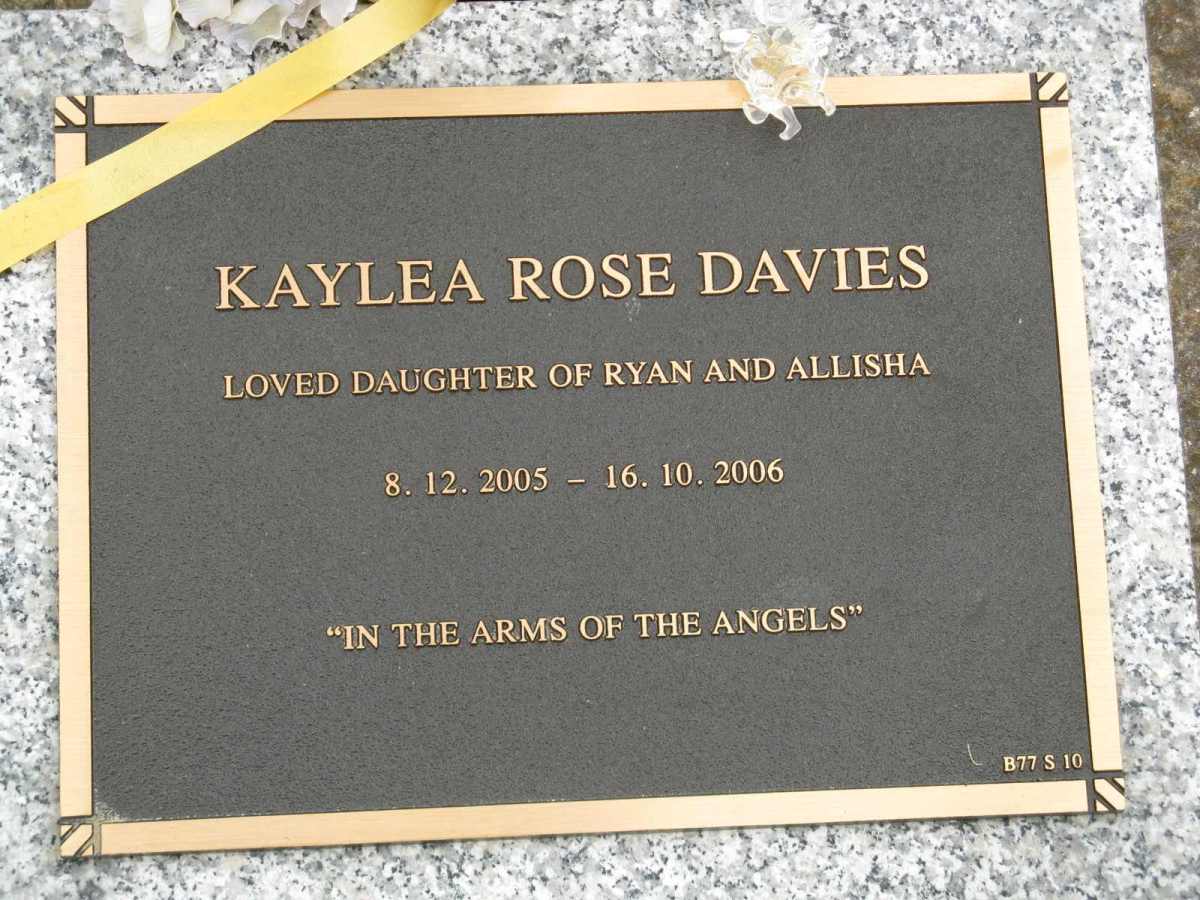 KAYLEA ROSE DAVIES
LOVED DAUGHTER OF RYAN AND ALLISHA
8. 12. 2005 – 16. 10. 2006
“IN THE ARMS OF THE ANGELS”
B77 S 10